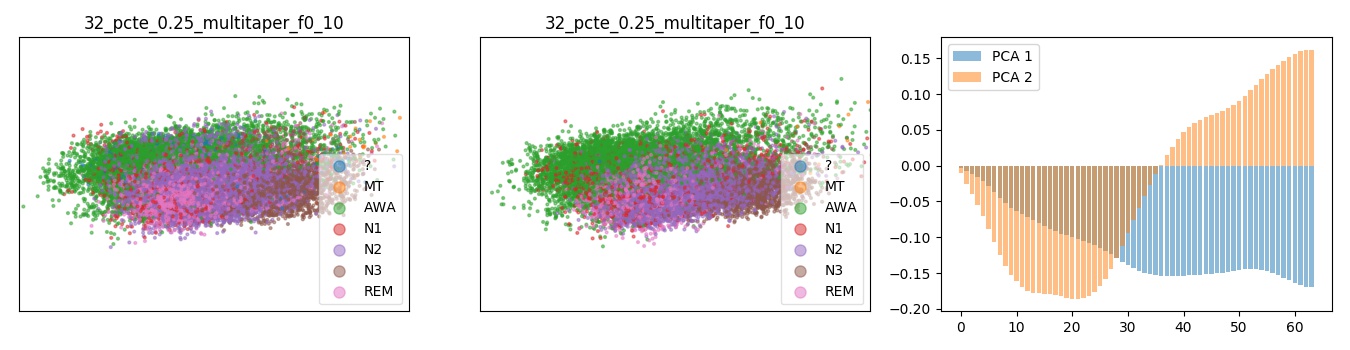 32_pcte_0.25_multitaper_f0_10
?
MT
AWA
N1
N2
N3
REM
32_pcte_0.25_multitaper_f0_10
?
MT
AWA
N1
N2
N3
REM
PCA 1
PCA 2
0.15
0.10
0.05
0.00
−0.05
−0.10
−0.15
−0.20
0 10 20 30 40 50 60